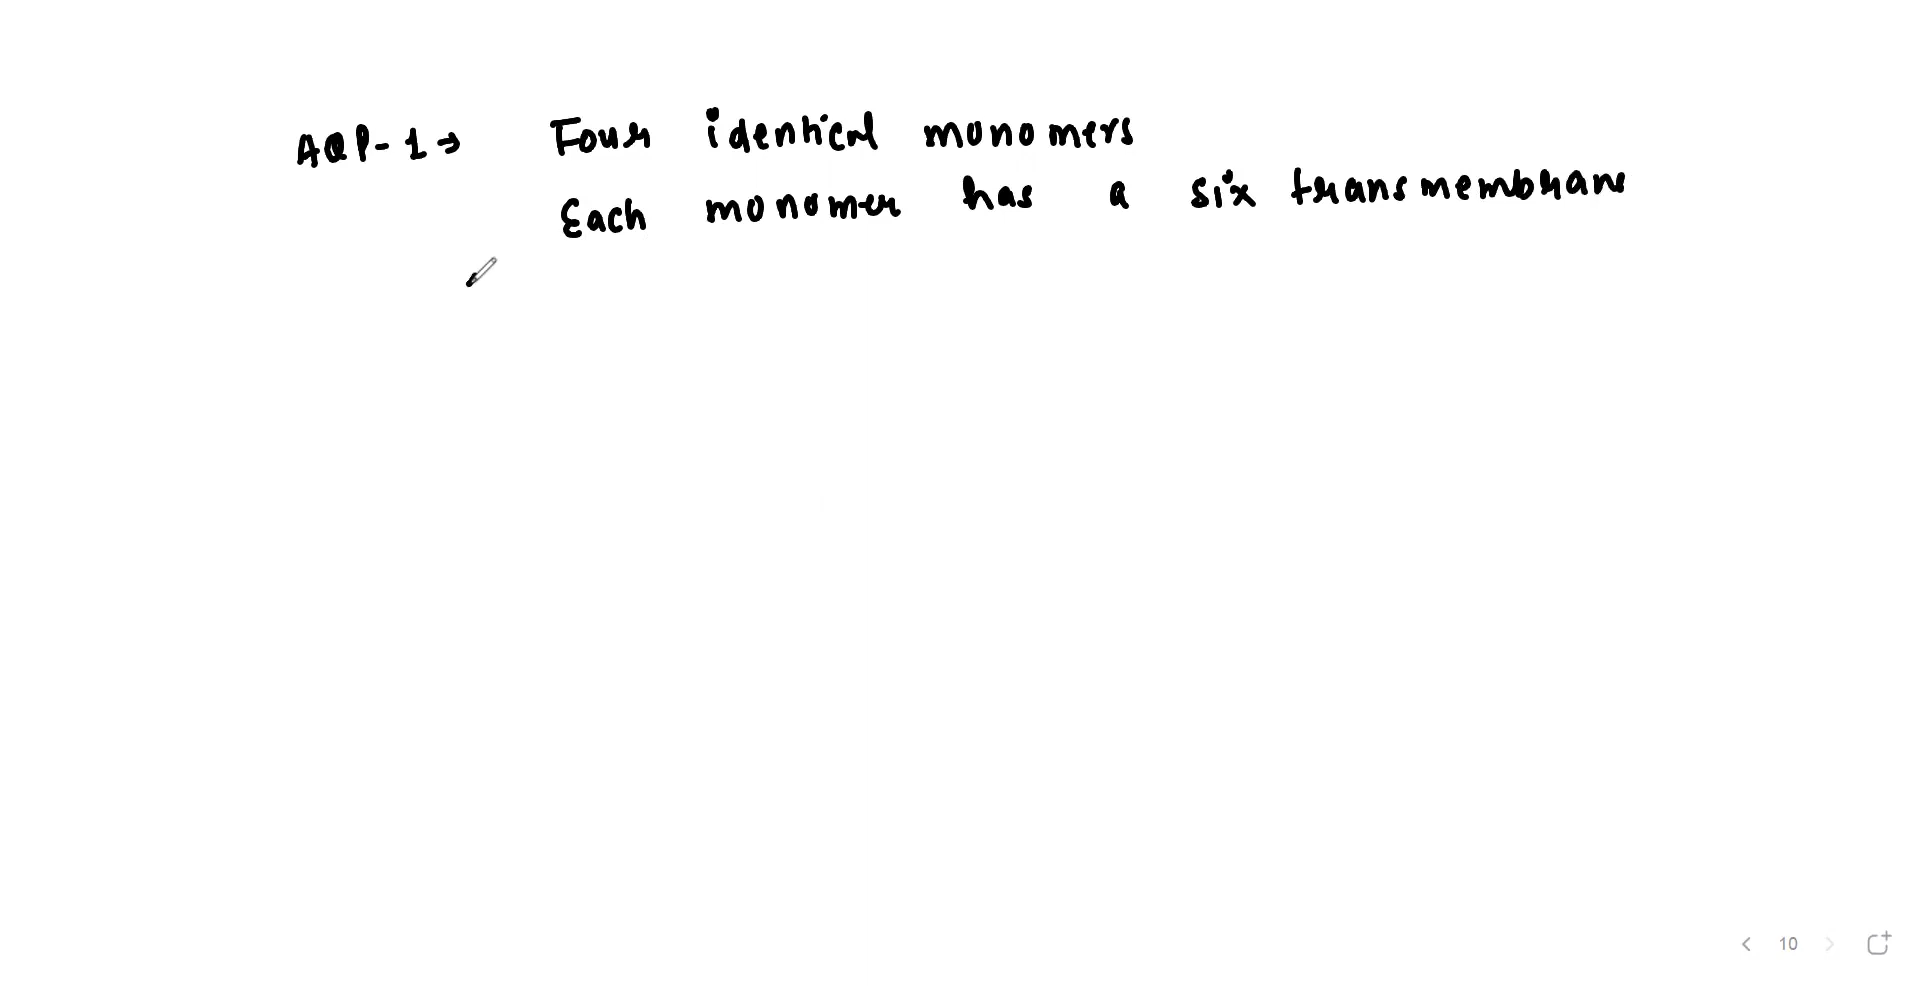 AQP-1→ Four identical monomers
Each monomer has a six transmembrane
10